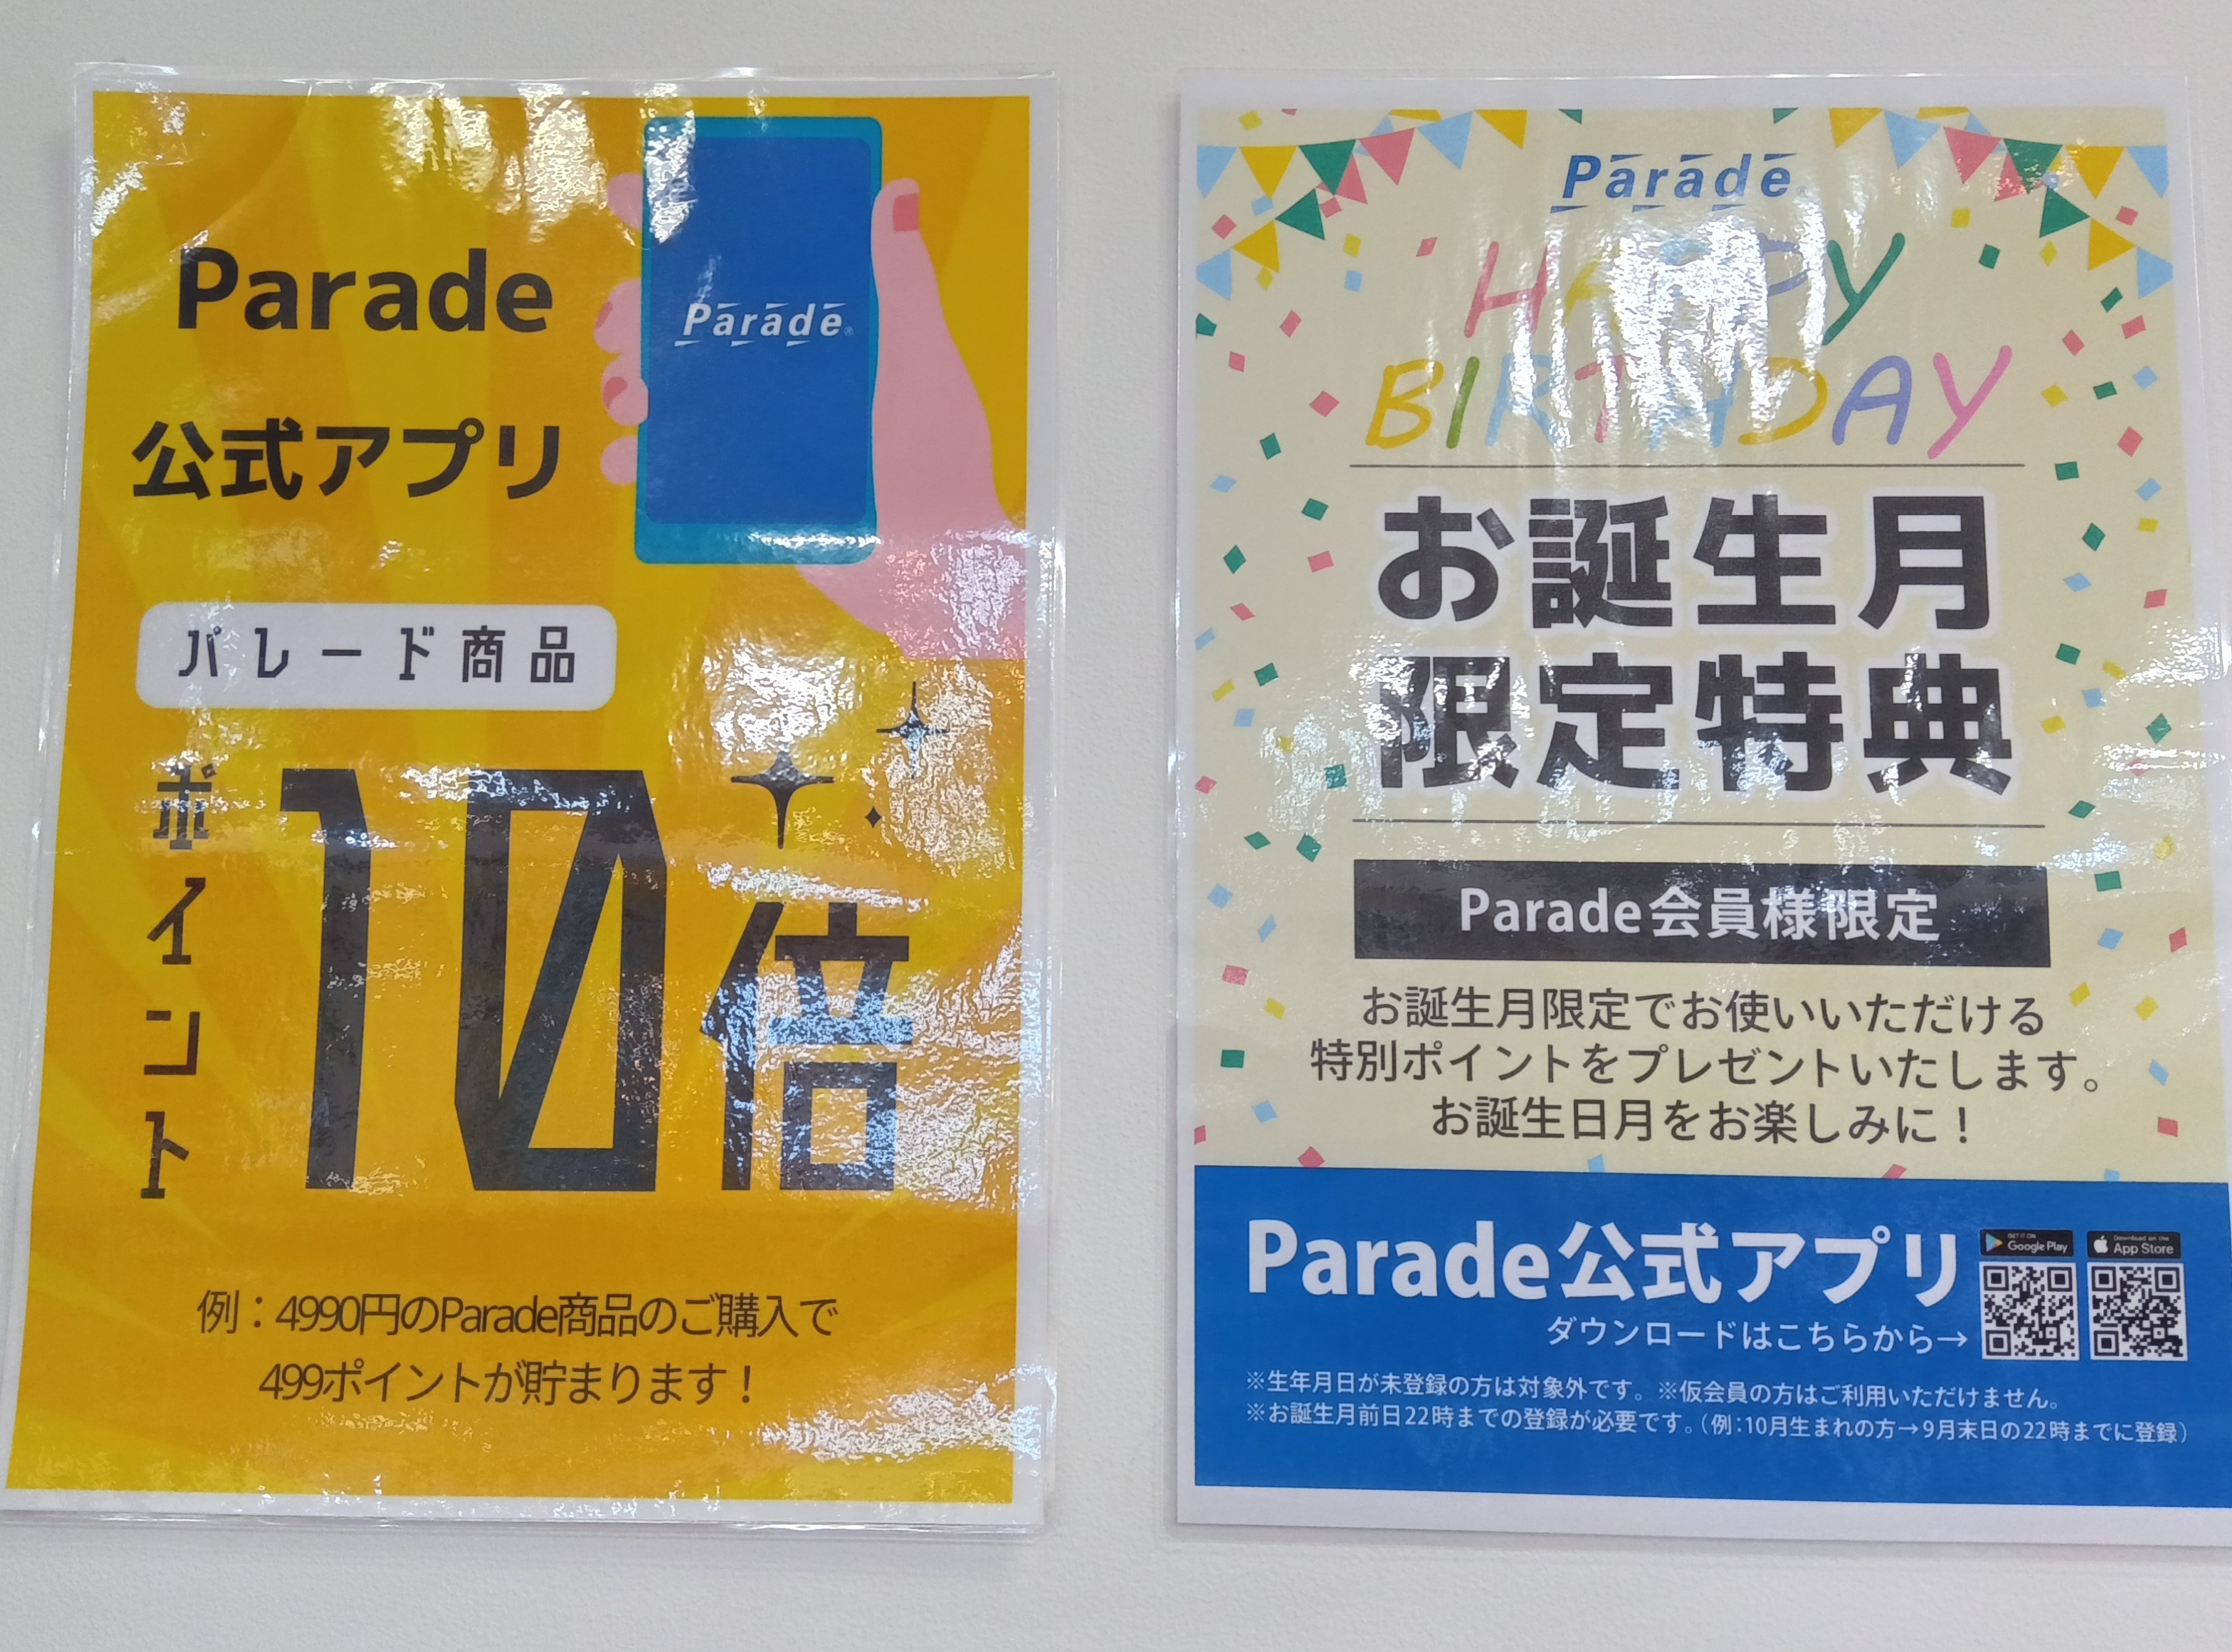 Parade
公式アプリ
Parade
パレード商品
ポイント
10倍
例：4990円のParade商品のご購入で
499ポイントが貯まります！
Parade
HAPPY
BIRTHDAY
お誕生月
限定特典
Parade会員様限定
お誕生月限定でお使いいただける
特別ポイントをプレゼントいたします。
お誕生日月をお楽しみに！
Parade公式アプリ
GET IT ON
Google Play
Download on the
App Store
ダウンロードはこちらから→
※生年月日が未登録の方は対象外です。※仮会員の方はご利用いただけません。
※お誕生月前日22時までの登録が必要です。（例：10月生まれの方→9月末日の22時までに登録）